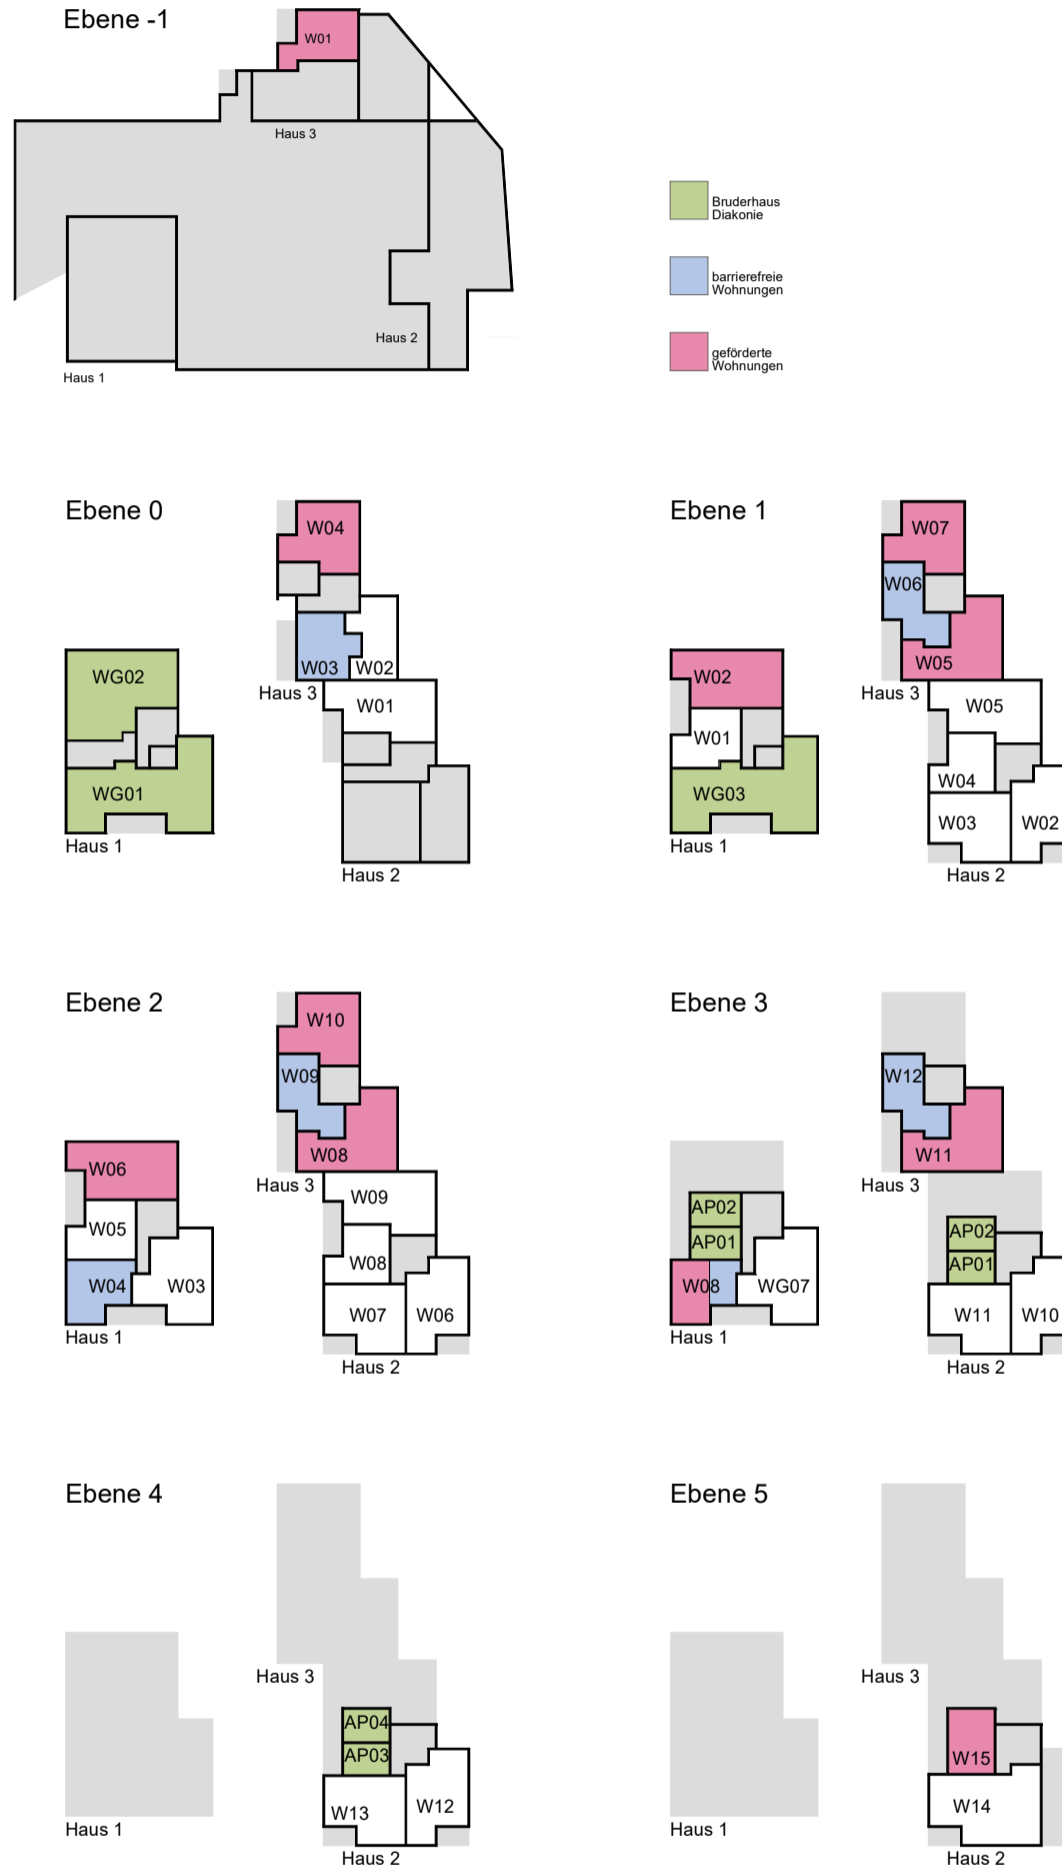 Ebene -1
W01
Haus 3
Haus 2
Haus 1
Bruderhaus
Diakonie
barrierefreie
Wohnungen
geförderte
Wohnungen
Ebene 0
W04
W03
W02
Haus 3
W01
WG02
WG01
Haus 1
Haus 2
Ebene 1
W07
W06
W05
Haus 3
W02
W01
WG03
Haus 1
W05
W04
W03
W02
Haus 2
Ebene 2
W10
W09
W08
Haus 3
W06
W05
W04
W03
Haus 1
W09
W08
W07
W06
Haus 2
Ebene 3
W12
W11
Haus 3
AP02
AP01
W08
WG07
Haus 1
AP02
AP01
W11
W10
Haus 2
Ebene 4
Haus 3
AP04
AP03
W13
W12
Haus 1
Haus 2
Ebene 5
Haus 3
W15
W14
Haus 1
Haus 2